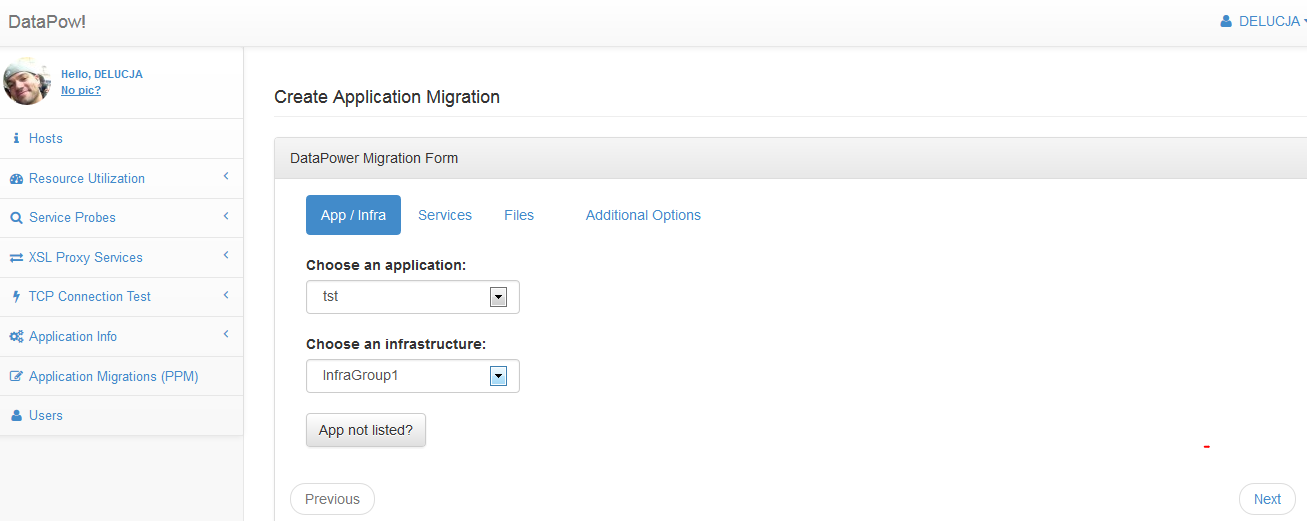 DataPow!
DELUCJA
Hello, DELUCJA
No pic?
Hosts
Resource Utilization
Service Probes
XSL Proxy Services
TCP Connection Test
Application Info
Application Migrations (PPM)
Users
Create Application Migration
DataPower Migration Form
App / Infra Services Files Additional Options
Choose an application:
tst
Choose an infrastructure:
InfraGroup1
App not listed?
Previous Next